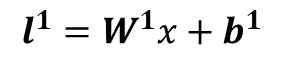 l¹ = W¹x + b¹